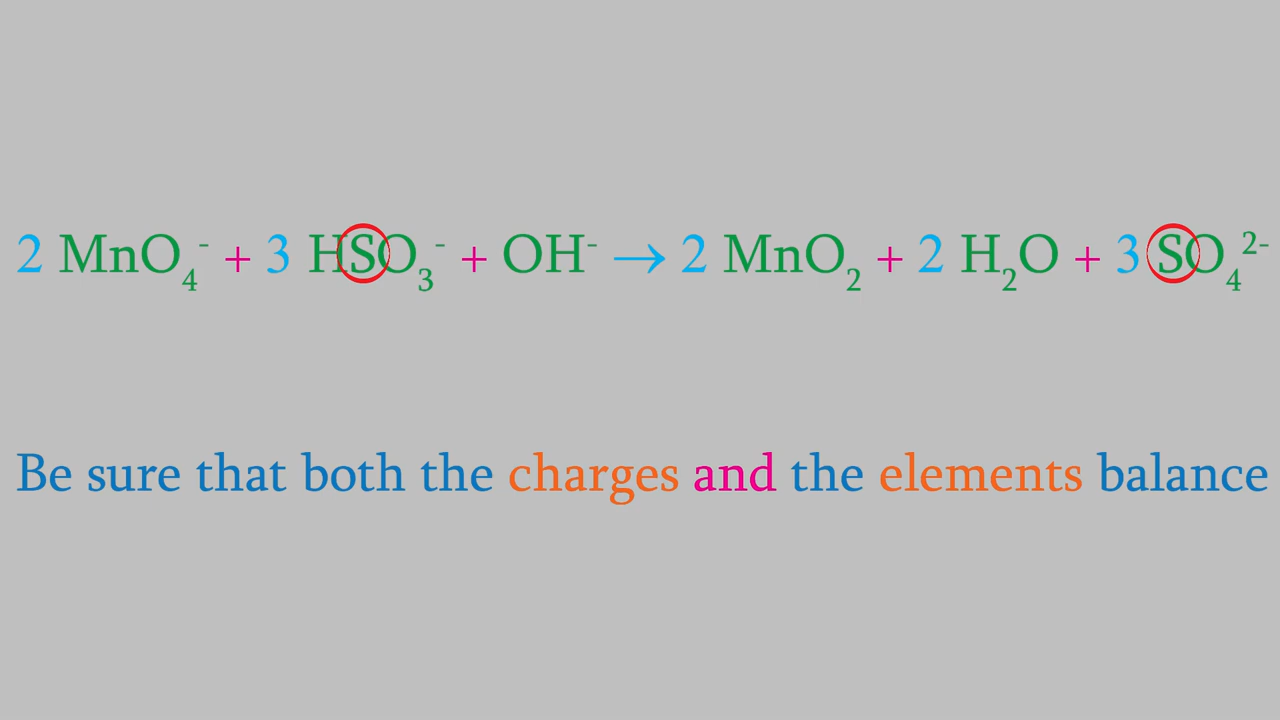 2 MnO₄⁻ + 3 HSO₃⁻ + OH⁻ → 2 MnO₂ + 2 H₂O + 3 SO₄²⁻
Be sure that both the charges and the elements balance